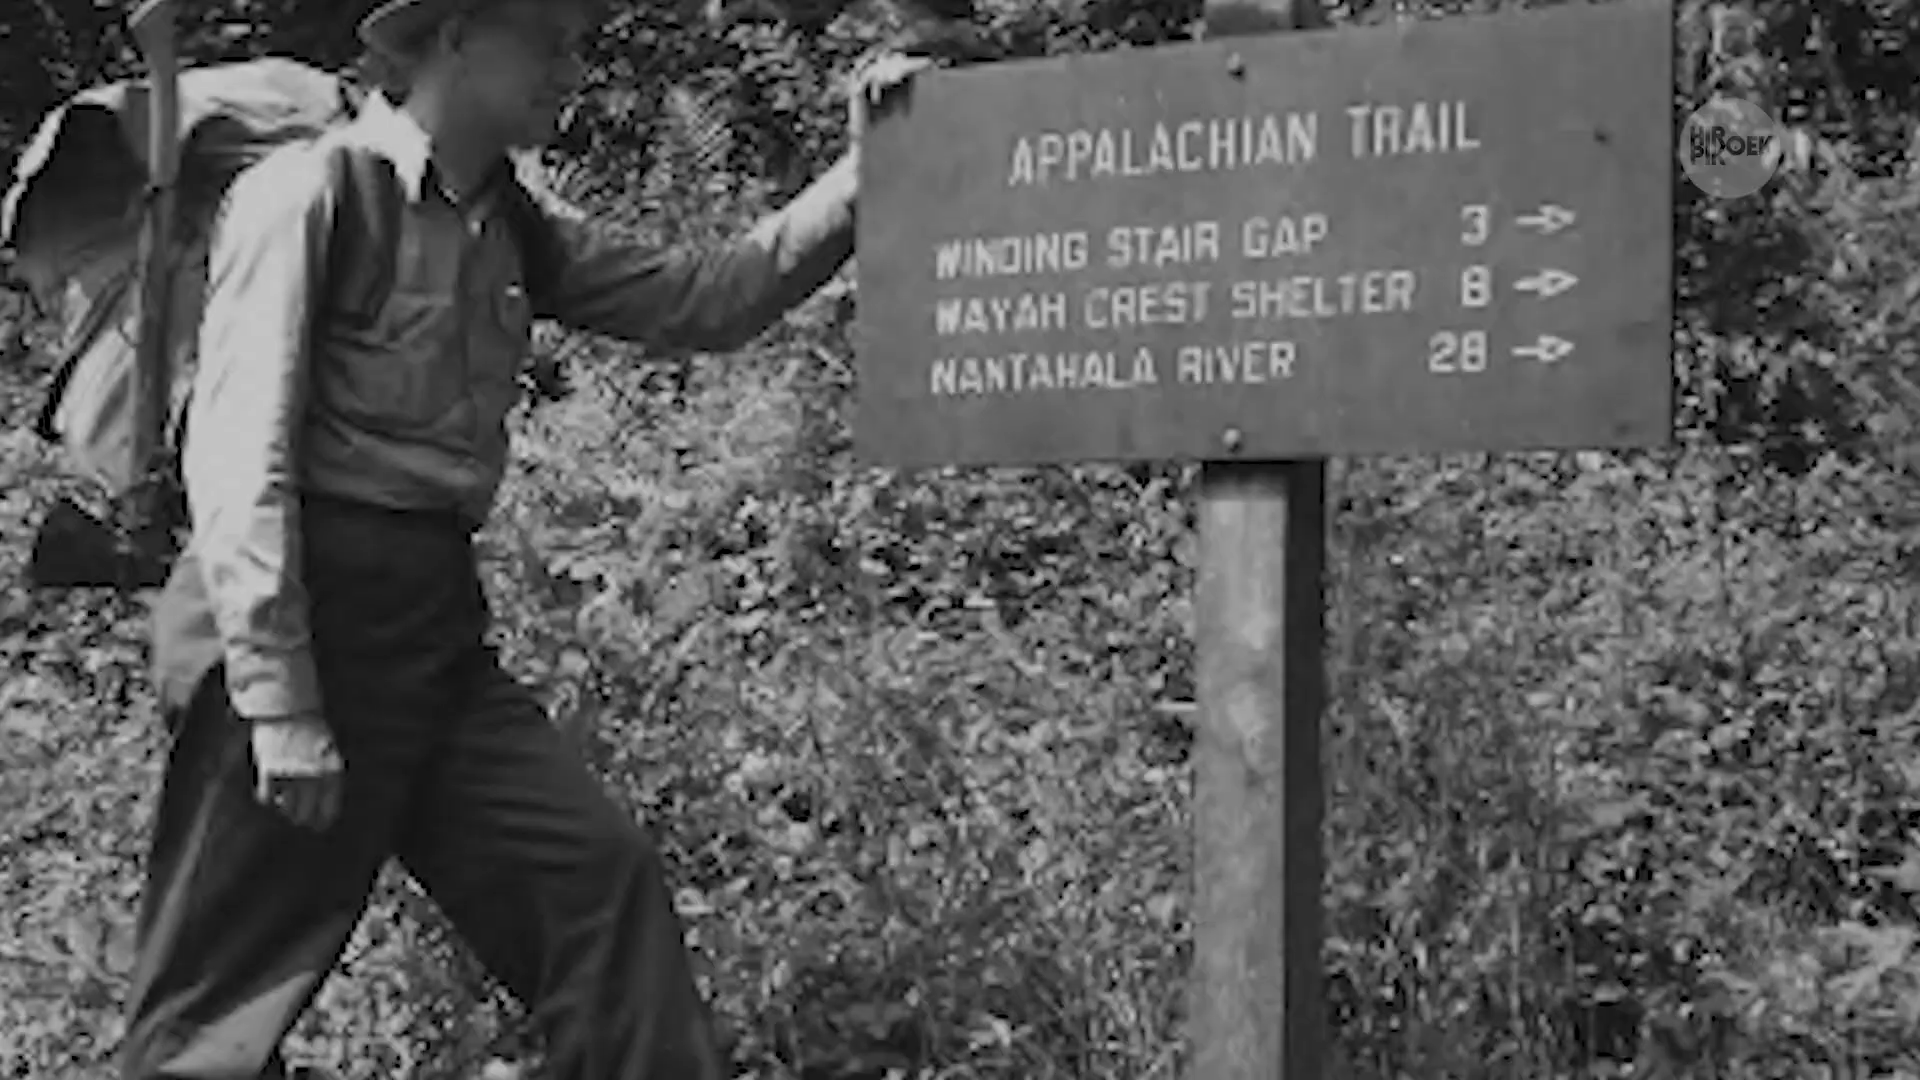 APPALACHIAN TRAIL
WINDING STAIR GAP 3
WAYAH CREST SHELTER 8
NANTAHALA RIVER 28